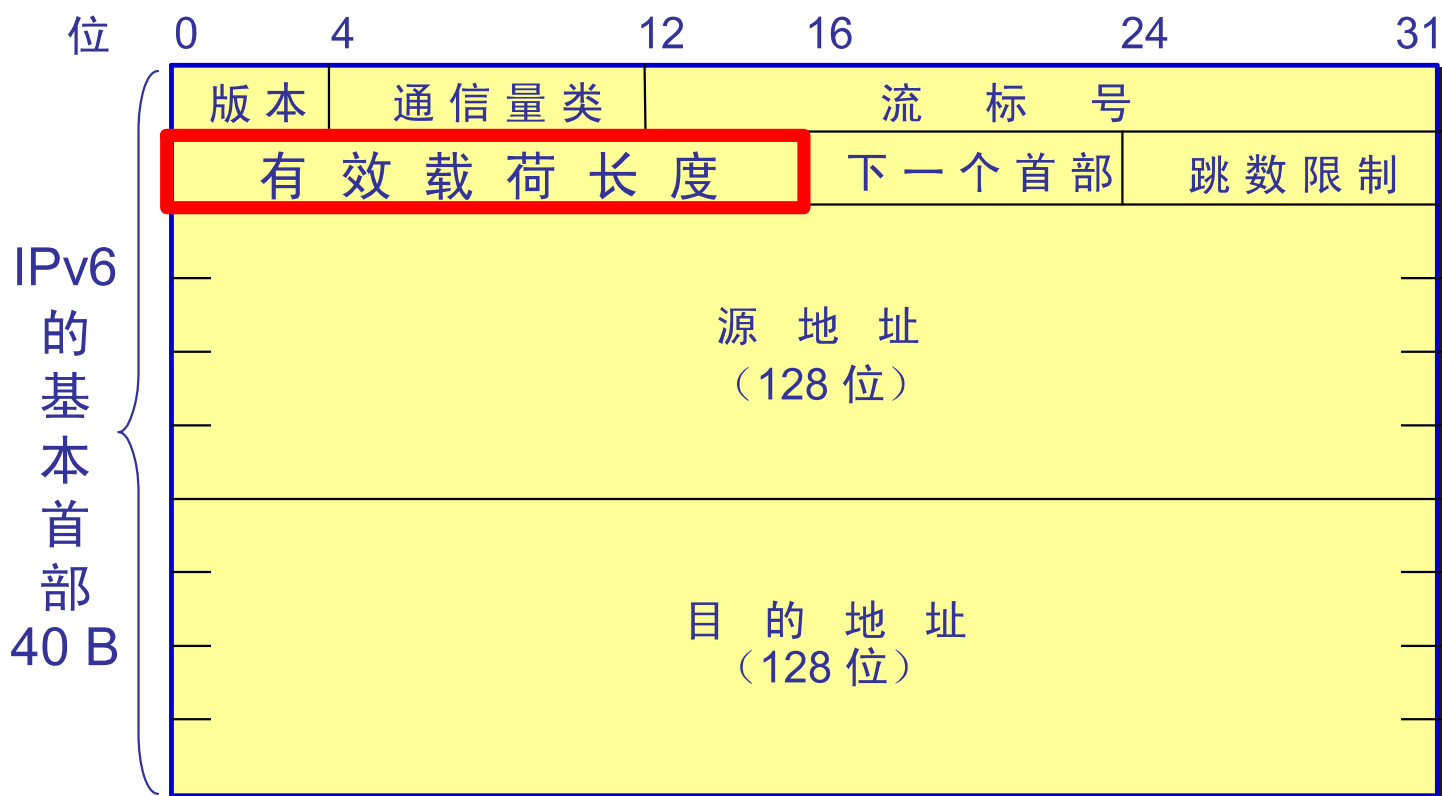 位 0 4 12 16 24 31
版本 通信量类 流标号
有效载荷长度 下一个首部 跳数限制
IPv6
的
基
本
首
部
40 B
源地址
（128 位）
目的地址
（128 位）